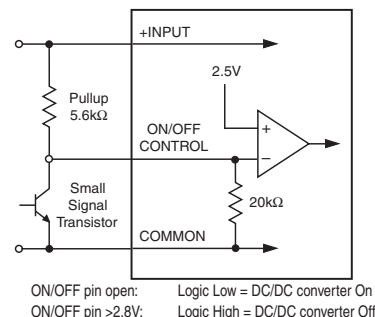 +INPUT
2.5V
Pullup
5.6kΩ
ON/OFF
CONTROL
+
−
Small
Signal
Transistor
20kΩ
COMMON
ON/OFF pin open: Logic Low = DC/DC converter On
ON/OFF pin >2.8V: Logic High = DC/DC converter Off